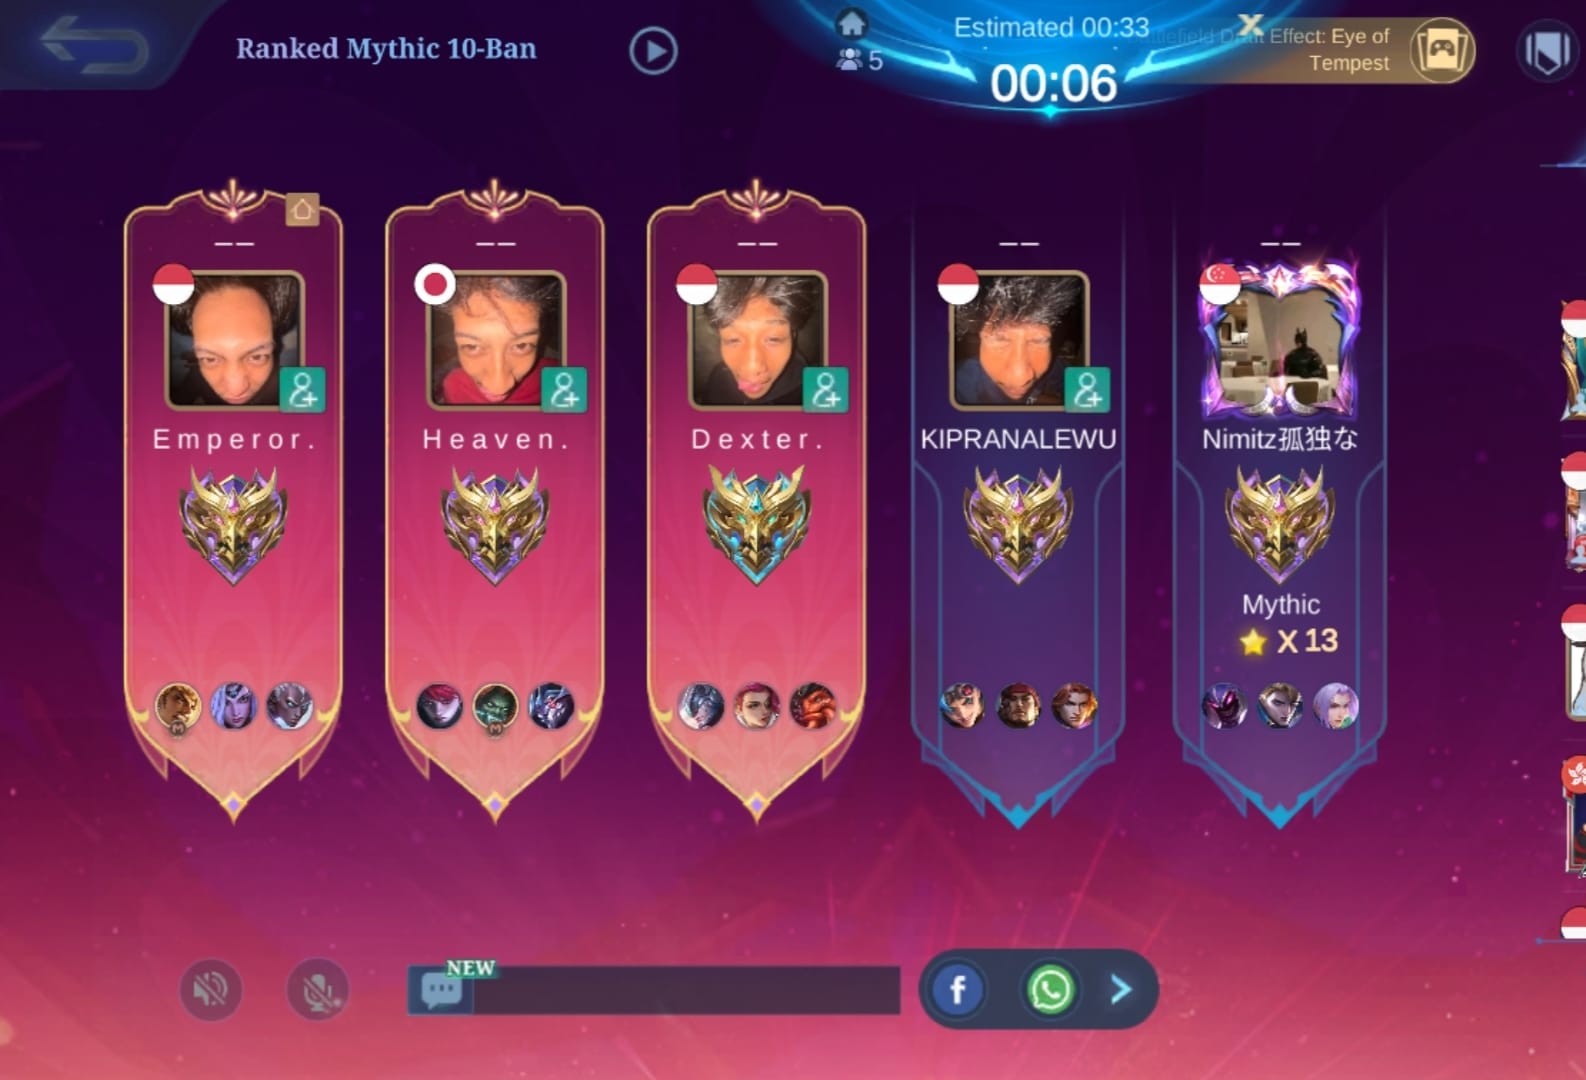 Ranked Mythic 10-Ban
5
Estimated 00:33
00:06
X
Draft Effect: Eye of
Tempest
Emperor.
Heaven.
Dexter.
KIPRANALEWU
Nimitz孤独な
Mythic
X 13
NEW